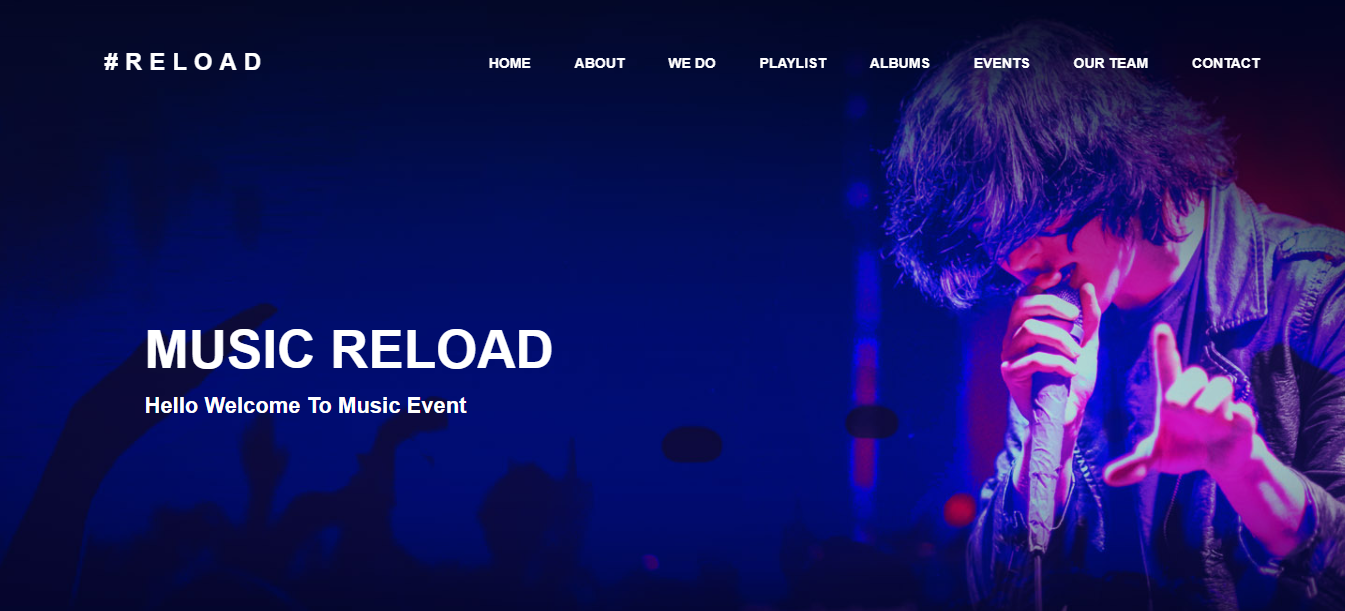 #RELOAD
HOME ABOUT WE DO PLAYLIST ALBUMS EVENTS OUR TEAM CONTACT
MUSIC RELOAD
Hello Welcome To Music Event